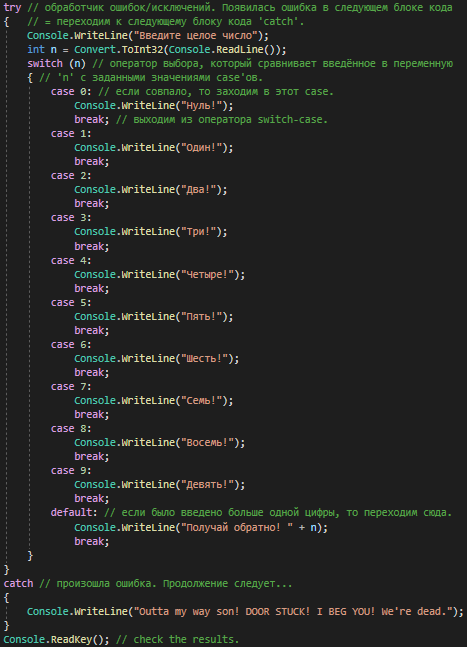 try // обработчик ошибок/исключений. Появилась ошибка в следующем блоке кода
{   // = переходим к следующему блоку кода 'catch'.
    Console.WriteLine("Введите целое число");
    int n = Convert.ToInt32(Console.ReadLine());
    switch (n) // оператор выбора, который сравнивает введённое в переменную
    { // 'n' с заданными значениями case'ов.
        case 0: // если совпало, то заходим в этот case.
            Console.WriteLine("Нуль!");
            break; // выходим из оператора switch-case.
        case 1:
            Console.WriteLine("Один!");
            break;
        case 2:
            Console.WriteLine("Два!");
            break;
        case 3:
            Console.WriteLine("Три!");
            break;
        case 4:
            Console.WriteLine("Четыре!");
            break;
        case 5:
            Console.WriteLine("Пять!");
            break;
        case 6:
            Console.WriteLine("Шесть!");
            break;
        case 7:
            Console.WriteLine("Семь!");
            break;
        case 8:
            Console.WriteLine("Восемь!");
            break;
        case 9:
            Console.WriteLine("Девять!");
            break;
        default: // если было введено больше одной цифры, то переходим сюда.
            Console.WriteLine("Получай обратно! " + n);
            break;
    }
}
catch // произошла ошибка. Продолжение следует...
{
    Console.WriteLine("Outta my way son! DOOR STUCK! I BEG YOU! We're dead.");
}
Console.ReadKey(); // check the results.